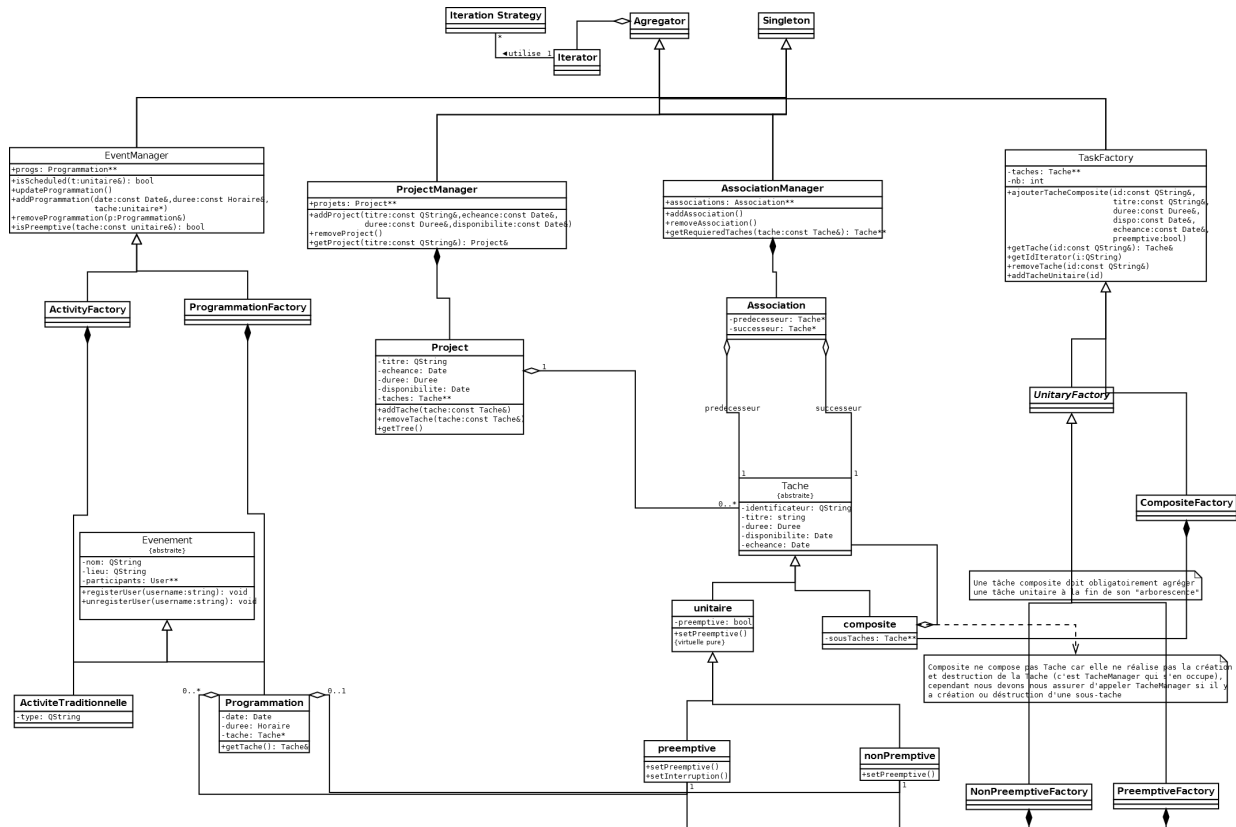 Iteration Strategy
*
◄utilise 1
Iterator
Agregator
Singleton
EventManager
+progs: Programmation**
+isScheduled(t:unitaire&): bool
+updateProgrammation()
+addProgrammation(date:const Date&,duree:const Horaire&,
tache:unitaire*)
+removeProgrammation(p:Programmation&)
+isPreemptive(tache:const unitaire&): bool
ProjectManager
+projets: Project**
+addProject(titre:const QString&,echeance:const Date&,
duree:const Duree&,disponibilite:const Date&)
+removeProject()
+getProject(titre:const QString&): Project&
AssociationManager
+associations: Association**
+addAssociation()
+removeAssociation()
+getRequieredTaches(tache:const Tache&): Tache**
TaskFactory
-taches: Tache**
-nb: int
+ajouterTacheComposite(id:const QString&,
titre:const QString&,
duree:const Duree&,
dispo:const Date&,
echeance:const Date&,
preemptive:bool)
+getTache(id:const QString&): Tache&
+getIdIterator(i:QString)
+removeTache(id:const QString&)
+addTacheUnitaire(id)
ActivityFactory
ProgrammationFactory
Project
-titre: QString
-echeance: Date
-duree: Duree
-disponibilite: Date
-taches: Tache**
+addTache(tache:const Tache&)
+removeTache(tache:const Tache&)
+getTree()
1
0..*
Association
-predecesseur: Tache*
-successeur: Tache*
predecesseur
successeur
1
1
UnitaryFactory
CompositeFactory
Tache
{abstraite}
-identificateur: QString
-titre: string
-duree: Duree
-disponibilite: Date
-echeance: Date
Evenement
{abstraite}
-nom: QString
-lieu: QString
-participants: User**
+registerUser(username:string): void
+unregisterUser(username:string): void
Une tâche composite doit obligatoirement agréger
une tâche unitaire à la fin de son "arborescence"
unitaire
-preemptive: bool
+setPreemptive()
{virtuelle pure}
composite
-sousTaches: Tache**
Composite ne compose pas Tache car elle ne réalise pas la création
et destruction de la Tache (c'est TacheManager qui s'en occupe),
cependant nous devons nous assurer d'appeler TacheManager si il y
a création ou déstruction d'une sous-tache
ActiviteTraditionnelle
-type: QString
0..*
0..1
Programmation
-date: Date
-duree: Horaire
-tache: Tache*
+getTache(): Tache&
preemptive
+setPreemptive()
+setInterruption()
1
nonPremptive
+setPreemptive()
1
NonPreemptiveFactory
PreemptiveFactory